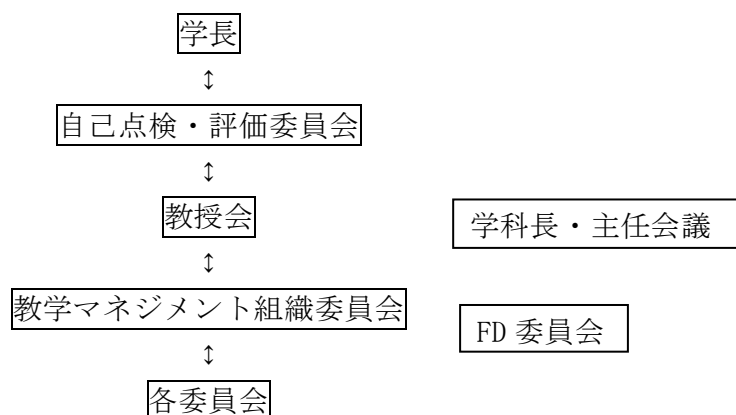 学長
↕
自己点検・評価委員会
↕
教授会
学科長・主任会議
↕
教学マネジメント組織委員会
FD 委員会
↕
各委員会